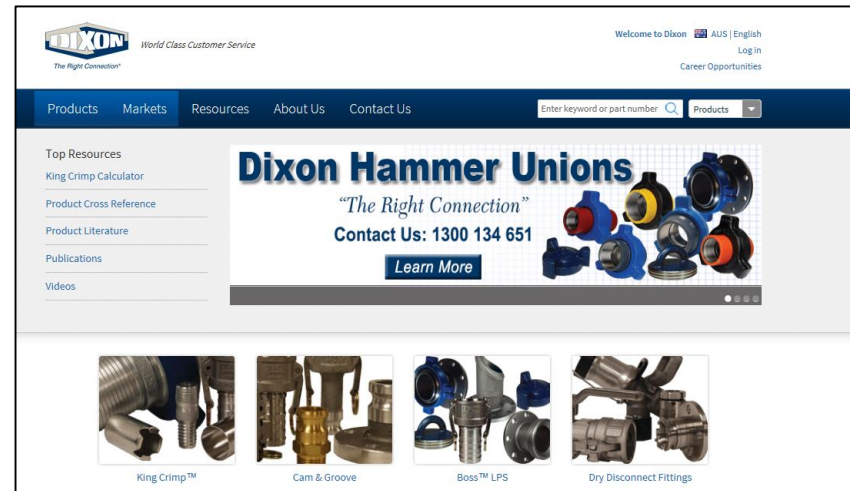 DIXON
The Right Connection®
World Class Customer Service
Welcome to Dixon AUS | English
Log in
Career Opportunities
Products Markets Resources About Us Contact Us
Enter keyword or part number Products
Top Resources
King Crimp Calculator
Product Cross Reference
Product Literature
Publications
Videos
Dixon Hammer Unions
“The Right Connection”
Contact Us: 1300 134 651
Learn More
King Crimp™ Cam & Groove Boss™ LPS Dry Disconnect Fittings